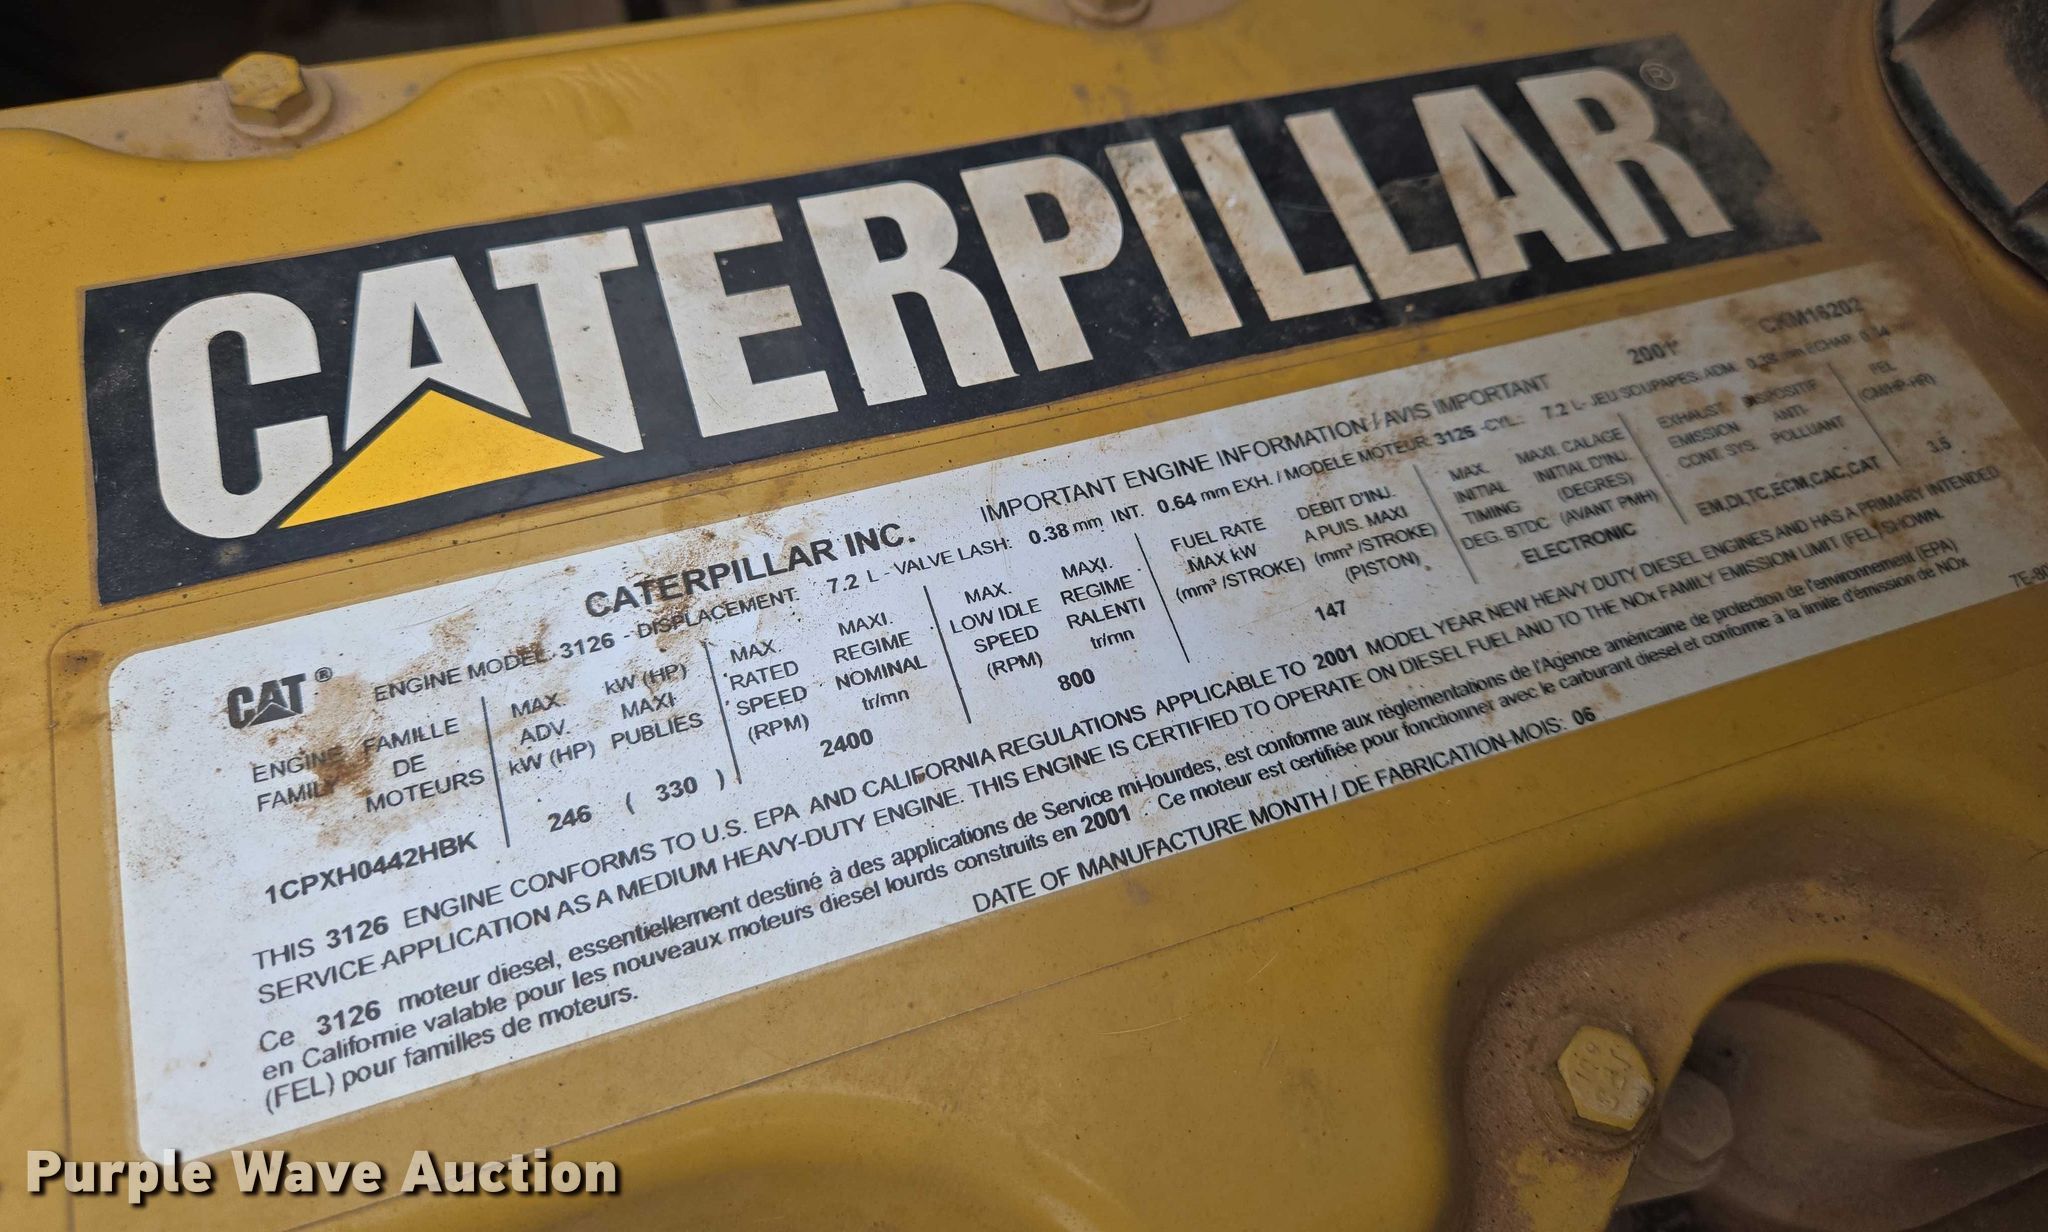 CATERPILLAR®
CATERPILLAR INC. IMPORTANT ENGINE INFORMATION / AVIS IMPORTANT 2001 CKM16202
CAT® ENGINE MODEL: 3126 - DISPLACEMENT: 7.2 L - VALVE LASH: 0.38 mm INT. 0.64 mm EXH. / MODELE MOTEUR: 3126 -CYL.: 7.2 L- JEU SOUPAPES: ADM. mm ECHAP.
ENGINE FAMILY
FAMILLE DE MOTEURS
1CPXH0442HBK
MAX. ADV. kW (HP)
kW (HP) MAXI PUBLIES
246 ( 330 )
MAX. RATED SPEED (RPM)
MAXI. REGIME NOMINAL tr/mn
2400
MAX. LOW IDLE SPEED (RPM)
MAXI. REGIME RALENTI tr/mn
800
FUEL RATE MAX kW (mm³ /STROKE)
DEBIT D'INJ. A PUIS. MAXI (mm³ /STROKE) (PISTON)
147
MAX. INITIAL TIMING DEG. BTDC
MAXI. CALAGE INITIAL D'INJ. (DEGRES) (AVANT PMH)
ELECTRONIC
EXHAUST EMISSION CONT. SYS.
DISPOSITIF ANTI- POLLUANT
EM,DI,TC,ECM,CAC,CAT
FEL (GM/HP-HR)
3.5
THIS 3126 ENGINE CONFORMS TO U.S. EPA AND CALIFORNIA REGULATIONS APPLICABLE TO 2001 MODEL YEAR NEW HEAVY DUTY DIESEL ENGINES AND HAS A PRIMARY INTENDED
SERVICE APPLICATION AS A MEDIUM HEAVY-DUTY ENGINE. THIS ENGINE IS CERTIFIED TO OPERATE ON DIESEL FUEL AND TO THE NOx FAMILY EMISSION LIMIT (FEL) SHOWN.
Ce 3126 moteur diesel, essentiellement destiné à des applications de Service mi-lourdes, est conforme aux réglementations de l'Agence américaine de protection de l'environnement (EPA)
en Californie valable pour les nouveaux moteurs diesel lourds construits en 2001 . Ce moteur est certifiée pour fonctionner avec le carburant diesel et conforme à la limite d'émission de NOx
(FEL) pour familles de moteurs.
DATE OF MANUFACTURE MONTH / DE FABRICATION-MOIS: 06
Purple Wave Auction